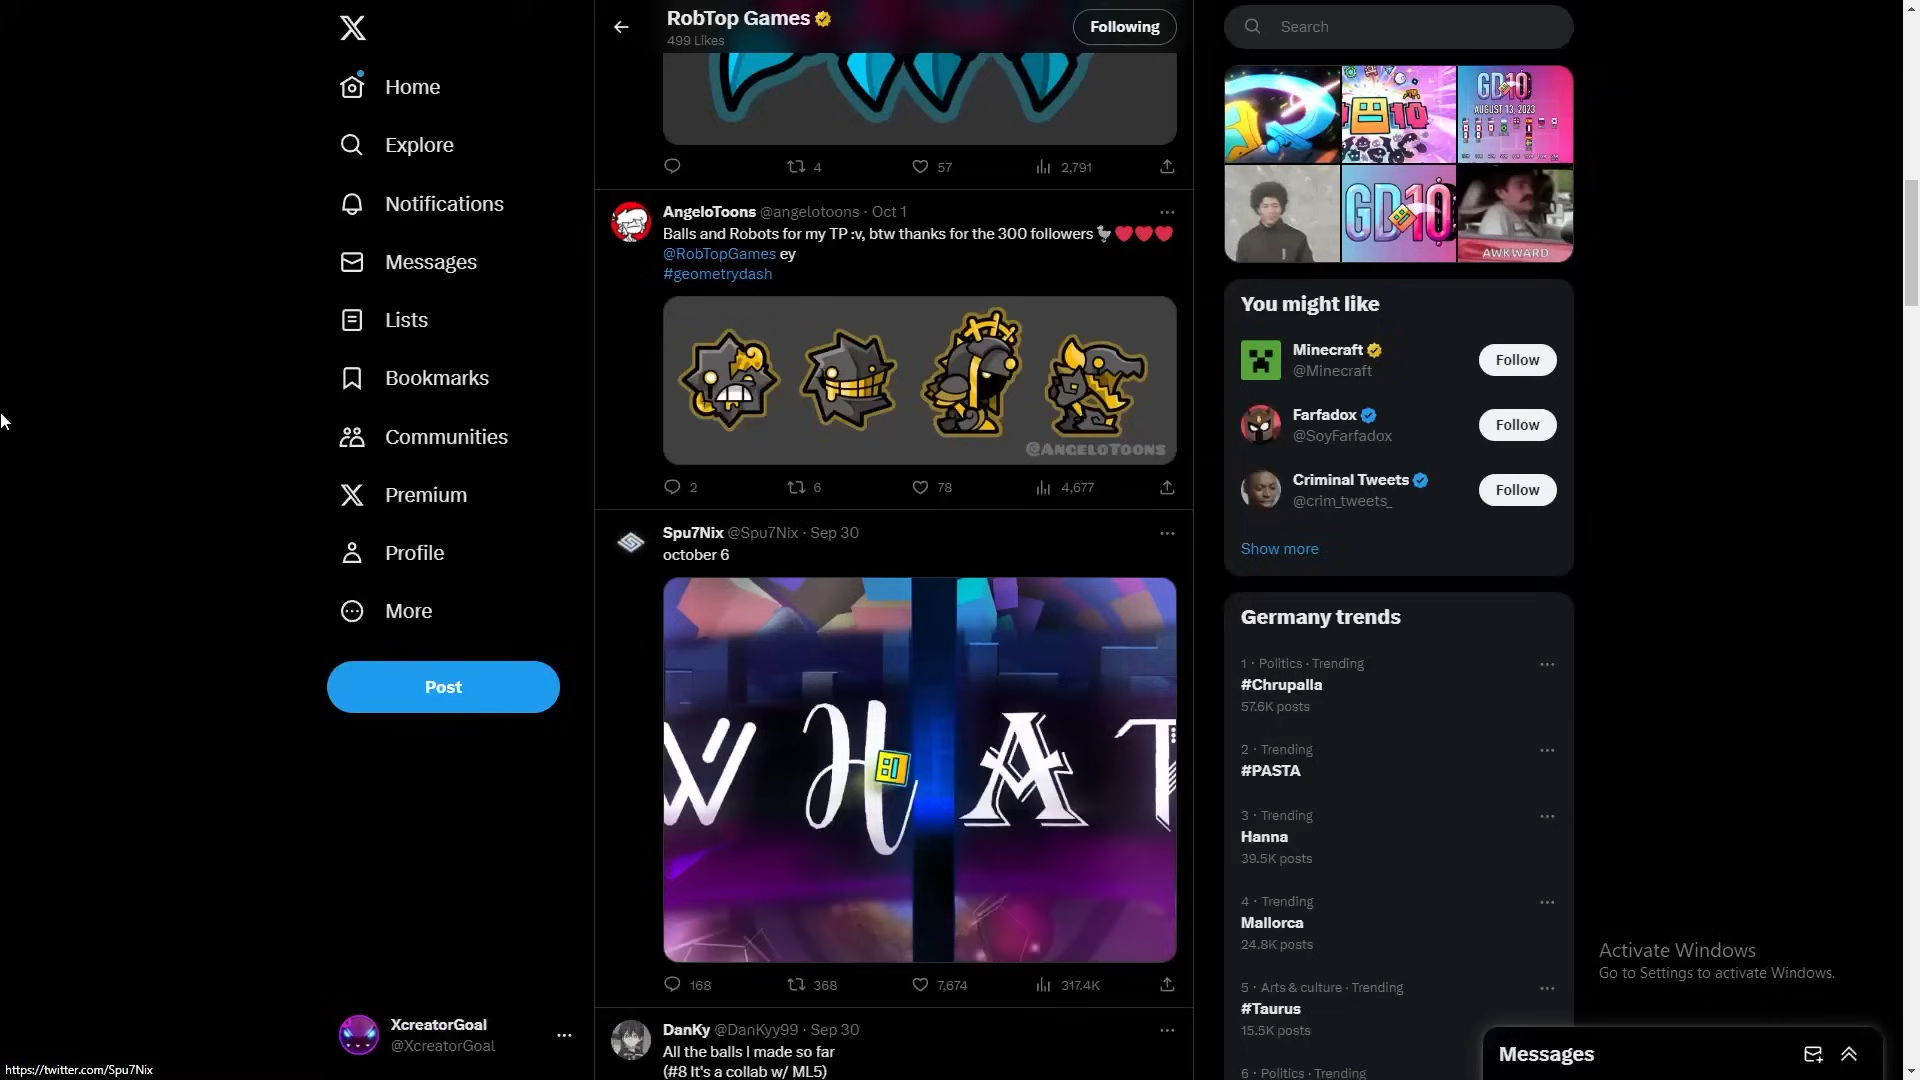 Home
Explore
Notifications
Messages
Lists
Bookmarks
Communities
Premium
Profile
More
Post
XcreatorGoal
@XcreatorGoal
https://twitter.com/Spu7Nix
RobTop Games
499 Likes
Following
4
57
2,791
AngeloToons @angelotoons · Oct 1
Balls and Robots for my TP :v, btw thanks for the 300 followers
@RobTopGames ey
#geometrydash
@ANGELOTOONS
2
6
78
4,677
Spu7Nix @Spu7Nix · Sep 30
october 6
W H A T
168
368
7,674
317.4K
DanKy @DanKyy99 · Sep 30
All the balls I made so far
(#8 It's a collab w/ ML5)
Search
10
GD10
AUGUST 13, 2023
GD10
AWKWARD
You might like
Minecraft
@Minecraft
Follow
Farfadox
@SoyFarfadox
Follow
Criminal Tweets
@crim_tweets_
Follow
Show more
Germany trends
1 · Politics · Trending
#Chrupalla
57.6K posts
2 · Trending
#PASTA
3 · Trending
Hanna
39.5K posts
4 · Trending
Mallorca
24.8K posts
5 · Arts & culture · Trending
#Taurus
15.5K posts
6 · Politics · Trending
Activate Windows
Go to Settings to activate Windows.
Messages